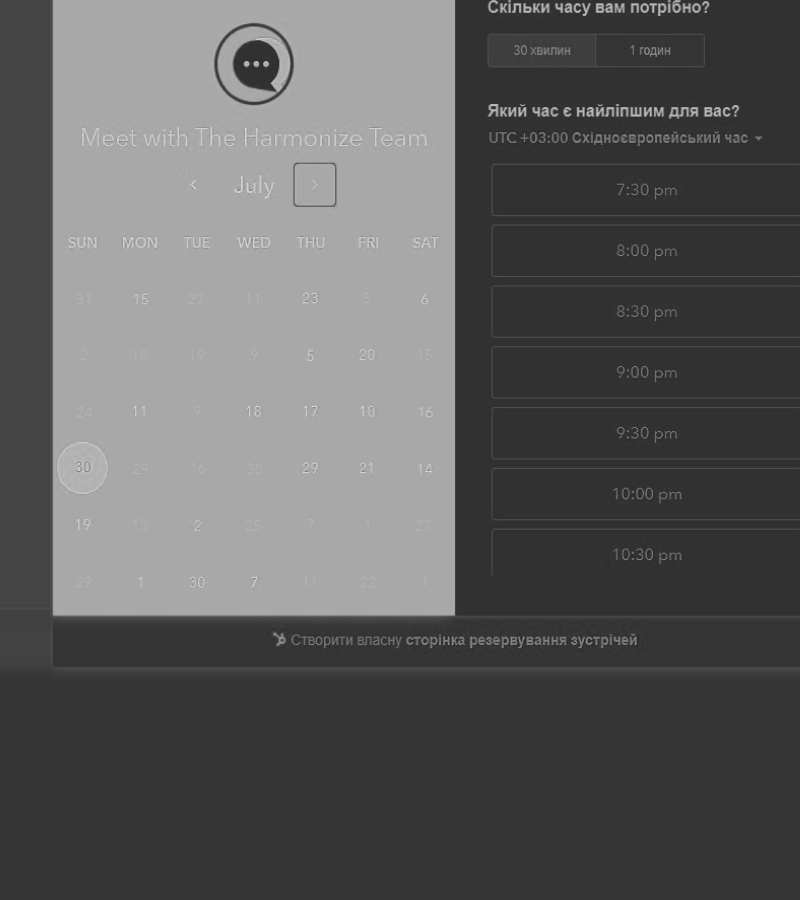 Meet with The Harmonize Team
July
SUN MON TUE WED THU FRI SAT
31 15 27 11 23 5 6
2 18 19 9 5 20 15
24 11 9 18 17 10 16
30 29 16 30 29 21 14
19 13 2 25 7 1 27
29 1 30 7 11 22 1
Скільки часу вам потрібно?
30 хвилин 1 годин
Який час є найліпшим для вас?
UTC +03:00 Східноєвропейський час
7:30 pm
8:00 pm
8:30 pm
9:00 pm
9:30 pm
10:00 pm
10:30 pm
Створити власну сторінка резервування зустрічей